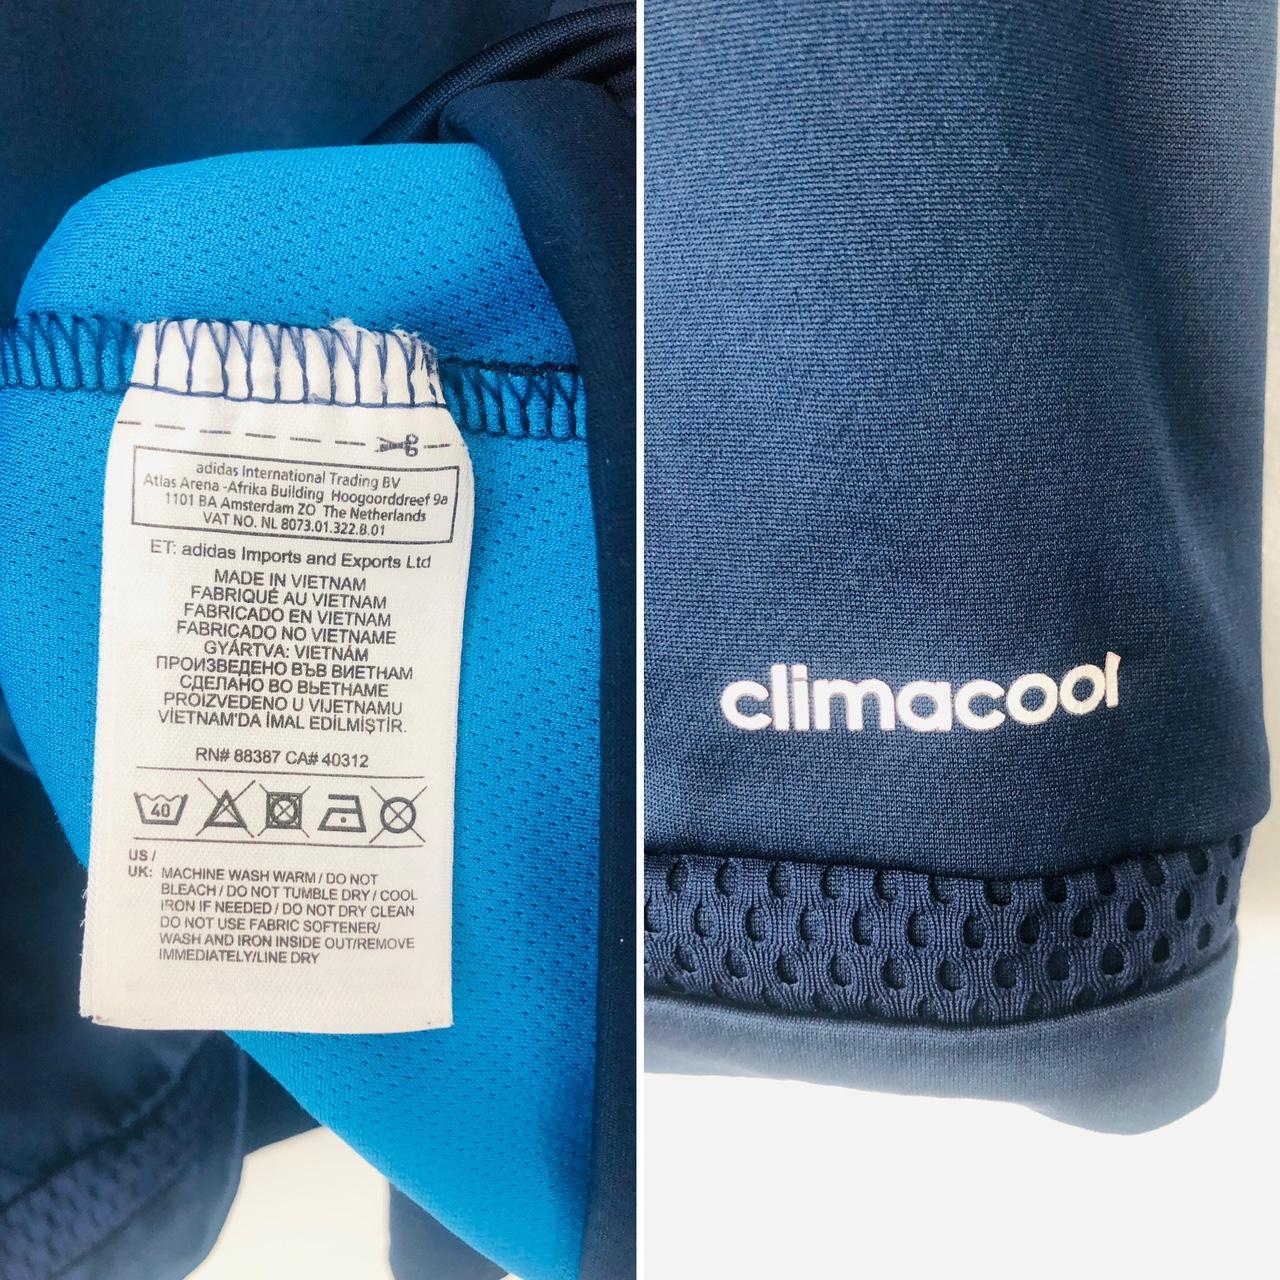 adidas International Trading BV
Atlas Arena -Afrika Building Hoogoorddreef 9a
1101 BA Amsterdam ZO The Netherlands
VAT NO. NL 8073.01.322.B.01
ET: adidas Imports and Exports Ltd
MADE IN VIETNAM
FABRIQUÉ AU VIETNAM
FABRICADO EN VIETNAM
FABRICADO NO VIETNAME
GYÁRTVA: VIETNÁM
ПРОИЗВЕДЕНО ВЪВ ВИЕТНАМ
СДЕЛАНО ВО ВЬЕТНАМЕ
PROIZVEDENO U VIJETNAMU
VİETNAM'DA İMAL EDİLMİŞTİR.
RN# 88387 CA# 40312
40
US /
UK: MACHINE WASH WARM / DO NOT
BLEACH / DO NOT TUMBLE DRY / COOL
IRON IF NEEDED / DO NOT DRY CLEAN
DO NOT USE FABRIC SOFTENER/
WASH AND IRON INSIDE OUT/REMOVE
IMMEDIATELY/LINE DRY
climacool